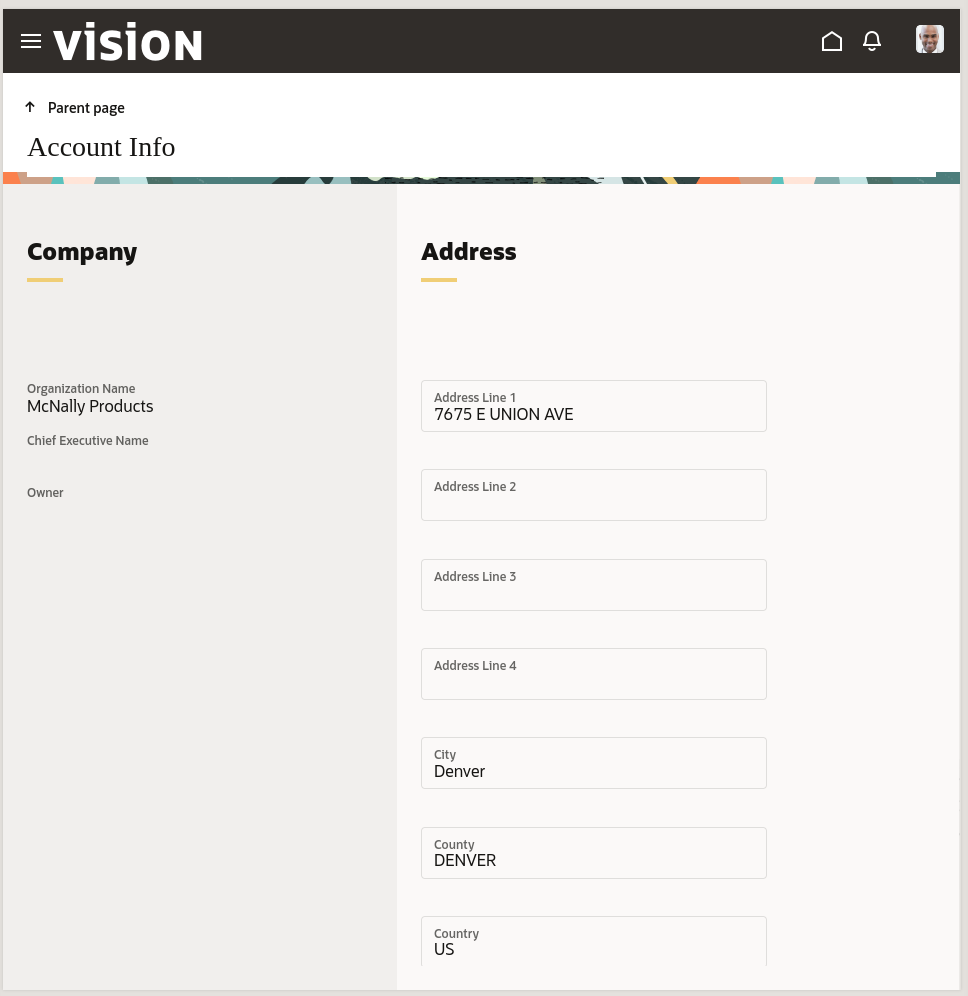 VISION
Parent page
Account Info
Company
Organization Name
McNally Products
Chief Executive Name
Owner
Address
Address Line 1
7675 E UNION AVE
Address Line 2
Address Line 3
Address Line 4
City
Denver
County
DENVER
Country
US